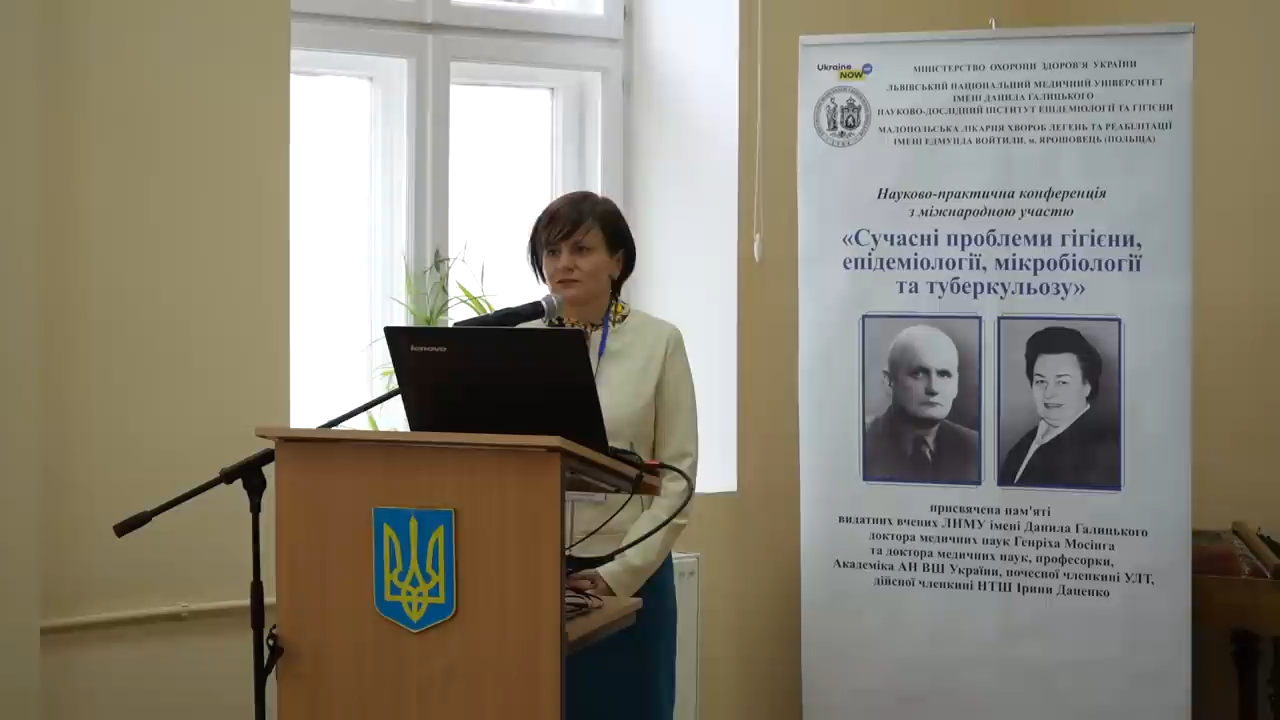 lenovo
Ukraine
NOW
МІНІСТЕРСТВО ОХОРОНИ ЗДОРОВ'Я УКРАЇНИ
ЛЬВІВСЬКИЙ НАЦІОНАЛЬНИЙ МЕДИЧНИЙ УНІВЕРСИТЕТ
ІМЕНІ ДАНИЛА ГАЛИЦЬКОГО
НАУКОВО-ДОСЛІДНИЙ ІНСТИТУТ ЕПІДЕМІОЛОГІЇ ТА ГІГІЄНИ
МАЛОПОЛЬСЬКА ЛІКАРНЯ ХВОРОБ ЛЕГЕНЬ ТА РЕАБІЛІТАЦІЇ
ІМЕНІ ЕДМУНДА ВОЙТИЛИ, м. ЯРОШОВЕЦЬ (ПОЛЬЩА)
Науково-практична конференція
з міжнародною участю
«Сучасні проблеми гігієни,
епідеміології, мікробіології
та туберкульозу»
присвячена пам'яті
видатних вчених ЛНМУ імені Данила Галицького
доктора медичних наук Генріха Мосінга
та доктора медичних наук, професорки,
Академіка АН ВШ України, почесної членкині УЛТ,
дійсної членкині НТШ Ірини Даценко